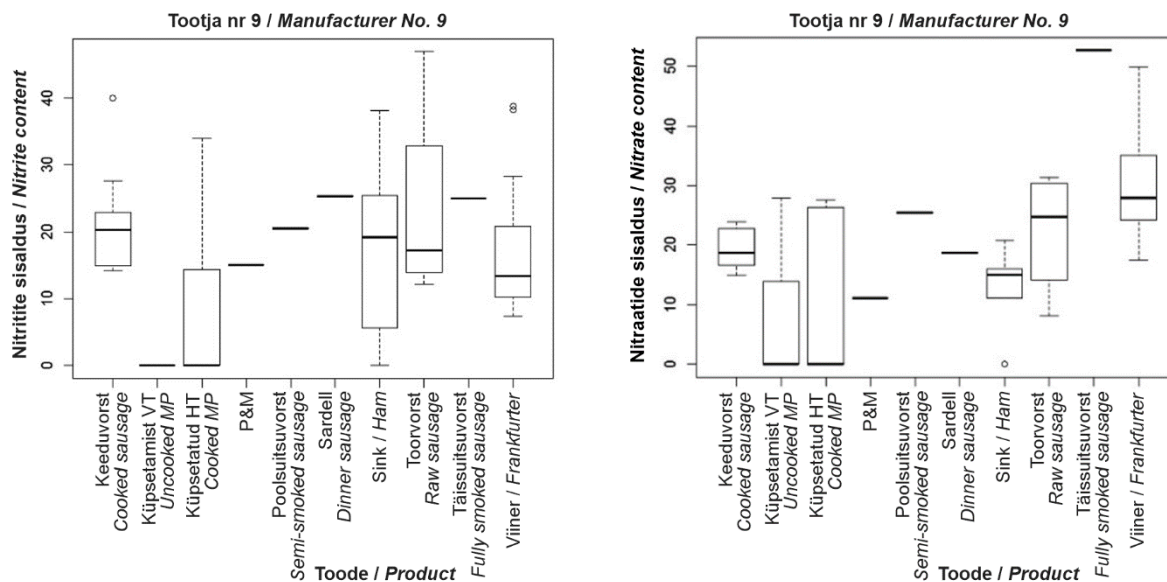 Tootja nr 9 / Manufacturer No. 9
Nitritite sisaldus / Nitrite content
0
10
20
30
40
Keeduvorst
Cooked sausage
Küpsetamist VT
Uncooked MP
Küpsetatud HT
Cooked MP
P&M
Poolsuitsuvorst
Semi-smoked sausage
Sardell
Dinner sausage
Sink / Ham
Toorvorst
Raw sausage
Täissuitsuvorst
Fully smoked sausage
Viiner / Frankfurter
Toode / Product
Tootja nr 9 / Manufacturer No. 9
Nitraatide sisaldus / Nitrate content
0
10
20
30
40
50
Keeduvorst
Cooked sausage
Küpsetamist VT
Uncooked MP
Küpsetatud HT
Cooked MP
P&M
Poolsuitsuvorst
Semi-smoked sausage
Sardell
Dinner sausage
Sink / Ham
Toorvorst
Raw sausage
Täissuitsuvorst
Fully smoked sausage
Viiner / Frankfurter
Toode / Product